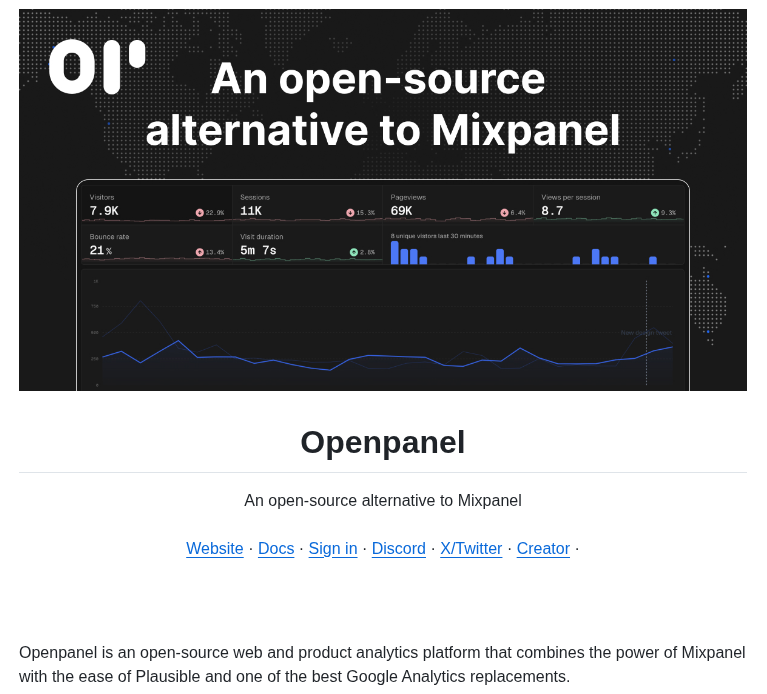 An open-source
alternative to Mixpanel
Visitors
7.9K
22.9%
Sessions
11K
15.3%
Pageviews
69K
6.4%
Views per session
8.7
9.3%
Bounce rate
21%
13.4%
Visit duration
5m 7s
2.8%
8 unique visitors last 30 minutes
Openpanel
An open-source alternative to Mixpanel
Website · Docs · Sign in · Discord · X/Twitter · Creator ·
Openpanel is an open-source web and product analytics platform that combines the power of Mixpanel
with the ease of Plausible and one of the best Google Analytics replacements.